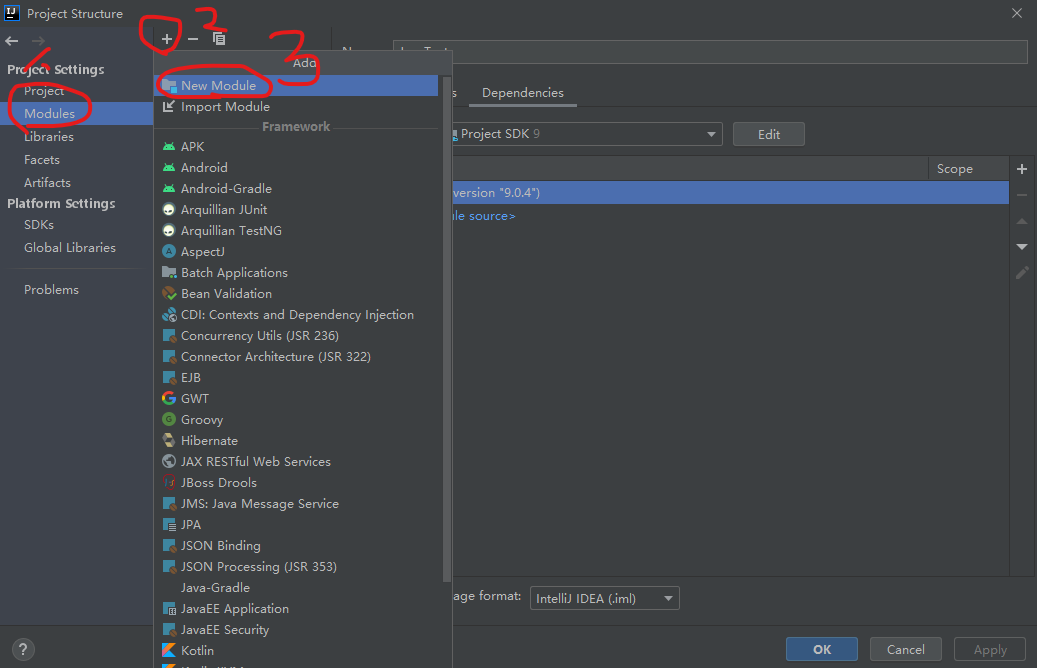 Project Structure
2
3
Add
Project Settings
Project
Modules
Libraries
Facets
Artifacts
Platform Settings
SDKs
Global Libraries
Problems
New Module
Import Module
Framework
APK
Android
Android-Gradle
Arquillian JUnit
Arquillian TestNG
AspectJ
Batch Applications
Bean Validation
CDI: Contexts and Dependency Injection
Concurrency Utils (JSR 236)
Connector Architecture (JSR 322)
EJB
GWT
Groovy
Hibernate
JAX RESTful Web Services
JBoss Drools
JMS: Java Message Service
JPA
JSON Binding
JSON Processing (JSR 353)
Java-Gradle
JavaEE Application
JavaEE Security
Kotlin
s Dependencies
Project SDK 9 Edit
Scope
version "9.0.4")
le source>
age format: IntelliJ IDEA (.iml)
? OK Cancel Apply